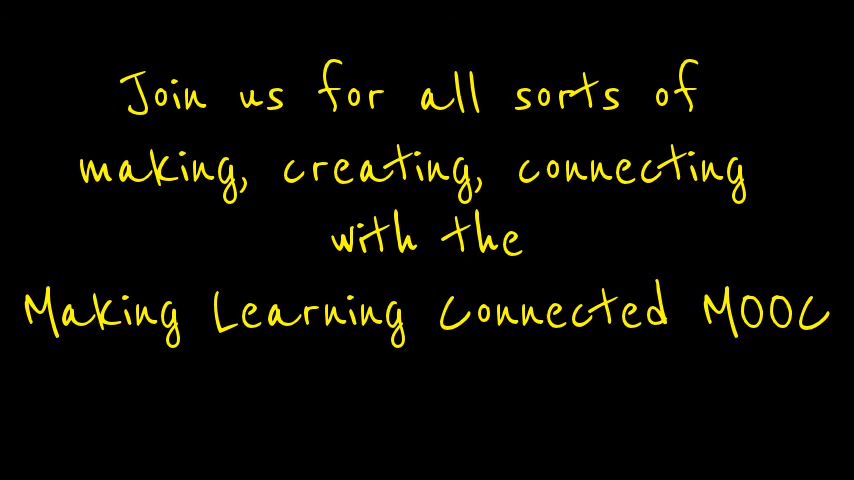 Join us for all sorts of
making, creating, connecting
with the
Making Learning Connected MOOC